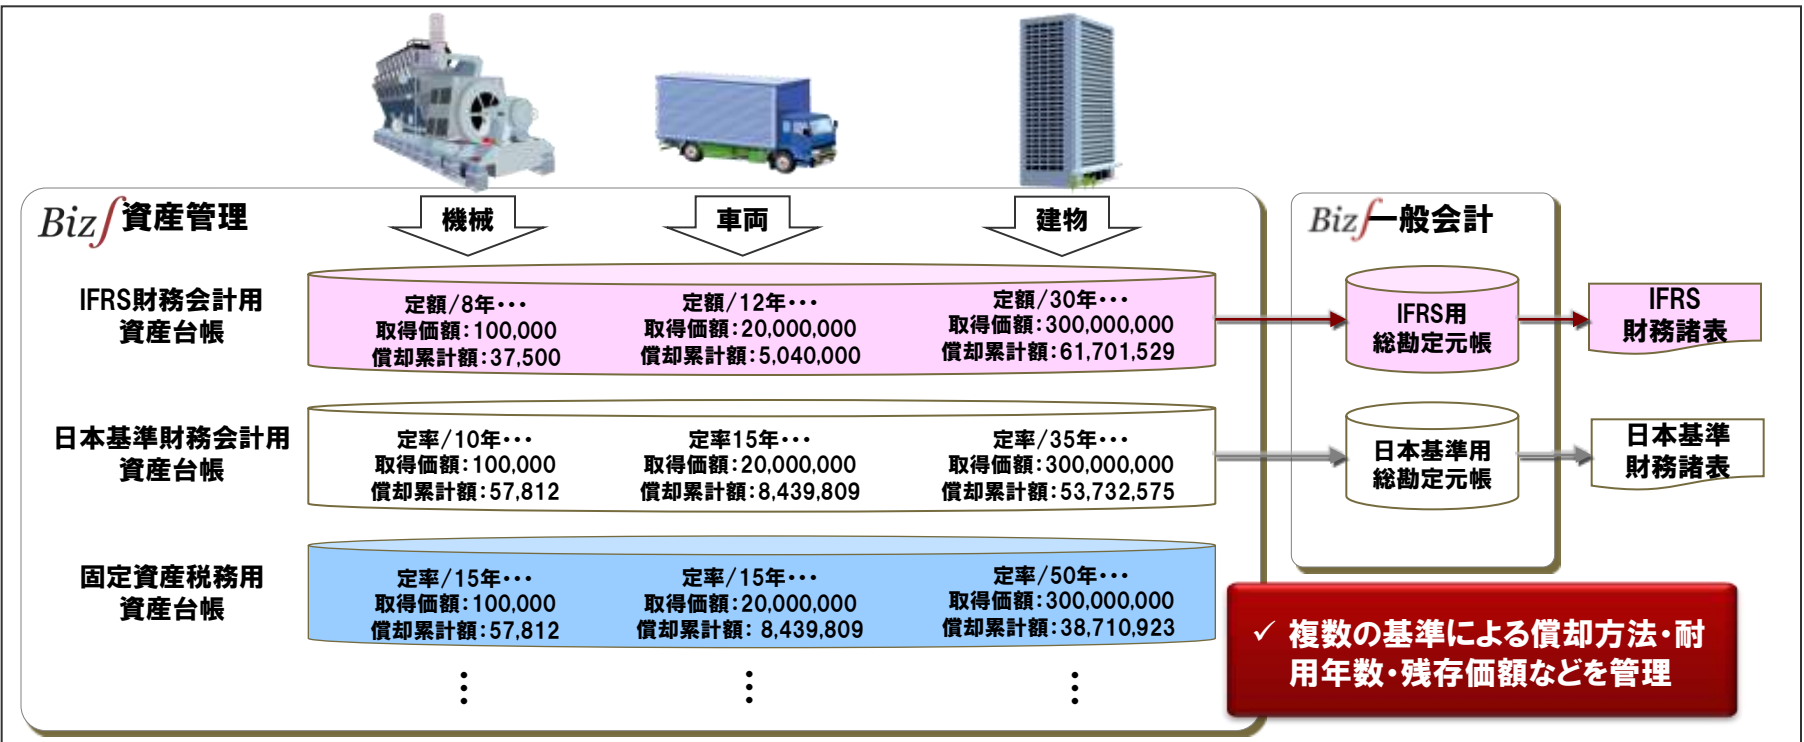 Biz∫ 資産管理
機械
車両
建物
Biz∫ 一般会計
IFRS財務会計用
資産台帳
定額/8年・・・
取得価額:100,000
償却累計額:37,500
定額/12年・・・
取得価額:20,000,000
償却累計額:5,040,000
定額/30年・・・
取得価額:300,000,000
償却累計額:61,701,529
IFRS用
総勘定元帳
IFRS
財務諸表
日本基準財務会計用
資産台帳
定率/10年・・・
取得価額:100,000
償却累計額:57,812
定率15年・・・
取得価額:20,000,000
償却累計額:8,439,809
定率/35年・・・
取得価額:300,000,000
償却累計額:53,732,575
日本基準用
総勘定元帳
日本基準
財務諸表
固定資産税務用
資産台帳
定率/15年・・・
取得価額:100,000
償却累計額:57,812
定率/15年・・・
取得価額:20,000,000
償却累計額: 8,439,809
定率/50年・・・
取得価額:300,000,000
償却累計額:38,710,923
✓ 複数の基準による償却方法・耐
用年数・残存価額などを管理